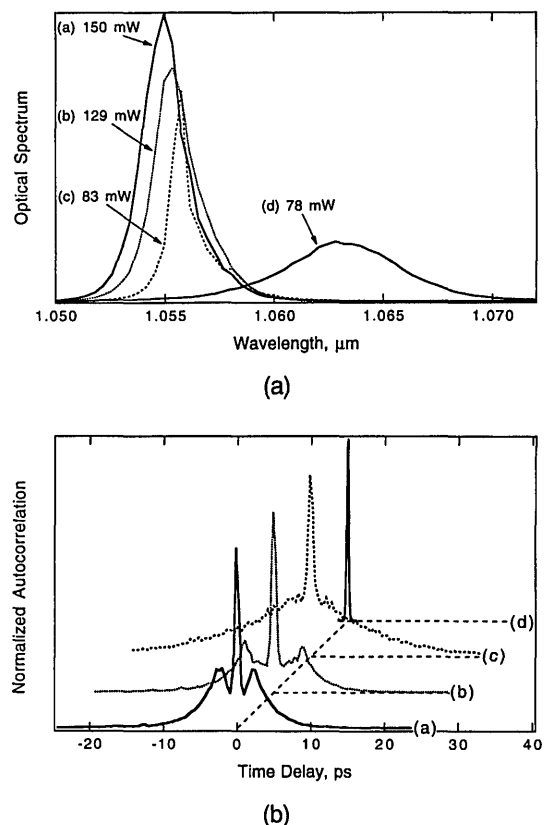 (a) 150 mW
(b) 129 mW
(c) 83 mW
(d) 78 mW
Optical Spectrum
1.050 1.055 1.060 1.065 1.070
Wavelength, μm
(a)
Normalized Autocorrelation
(d)
(c)
(b)
(a)
-20 -10 0 10 20 30 40
Time Delay, ps
(b)